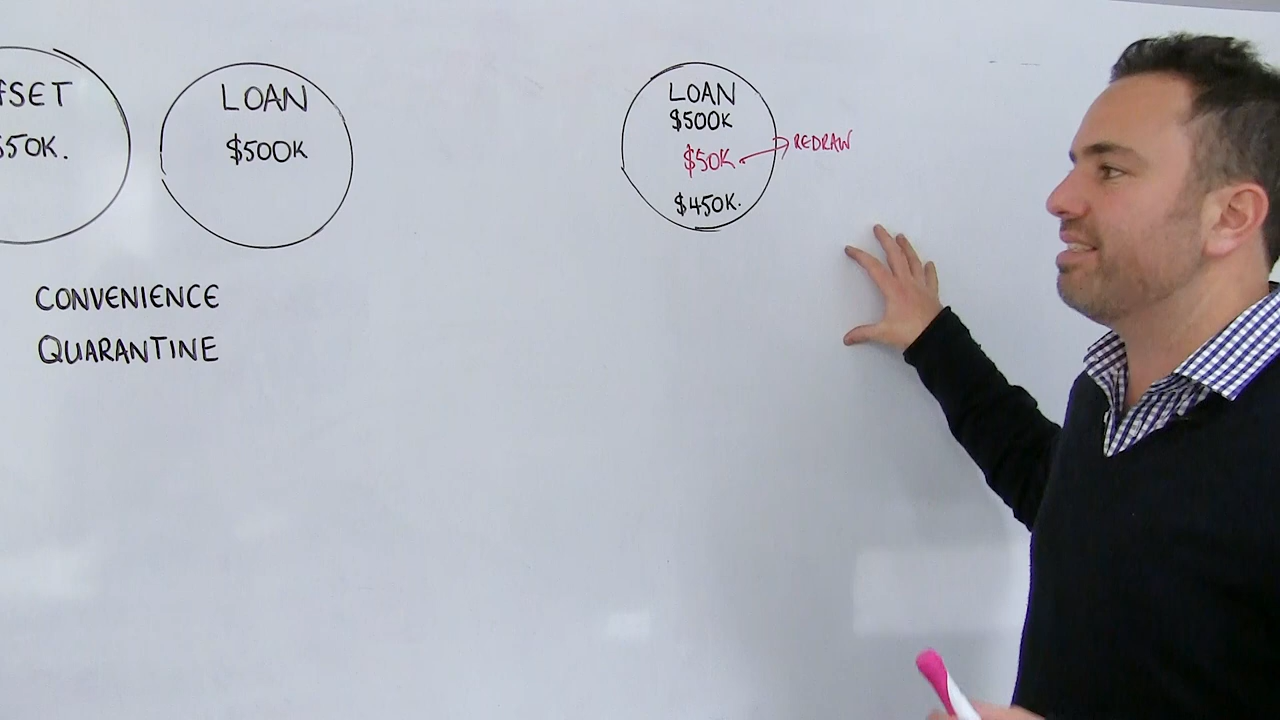 FSET
$50K.
LOAN
$500K
CONVENIENCE
QUARANTINE
LOAN
$500K
$50K
REDRAW
$450K.